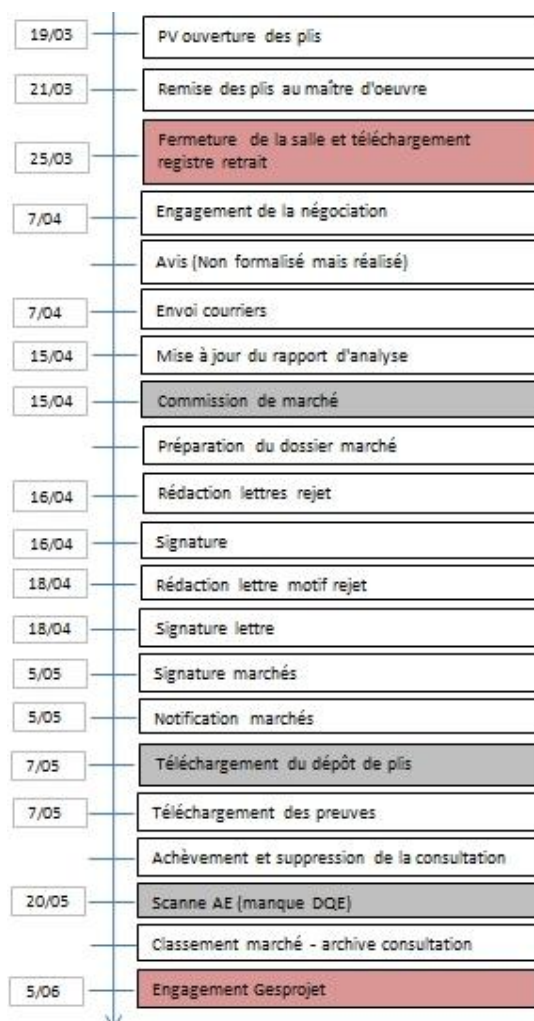 19/03 PV ouverture des plis
21/03 Remise des plis au maître d'oeuvre
25/03 Fermeture de la salle et téléchargement
registre retrait
7/04 Engagement de la négociation
Avis (Non formalisé mais réalisé)
7/04 Envoi courriers
15/04 Mise à jour du rapport d'analyse
15/04 Commission de marché
Préparation du dossier marché
16/04 Rédaction lettres rejet
16/04 Signature
18/04 Rédaction lettre motif rejet
18/04 Signature lettre
5/05 Signature marchés
5/05 Notification marchés
7/05 Téléchargement du dépôt de plis
7/05 Téléchargement des preuves
Achèvement et suppression de la consultation
20/05 Scanne AE (manque DQE)
Classement marché - archive consultation
5/06 Engagement Gesprojet